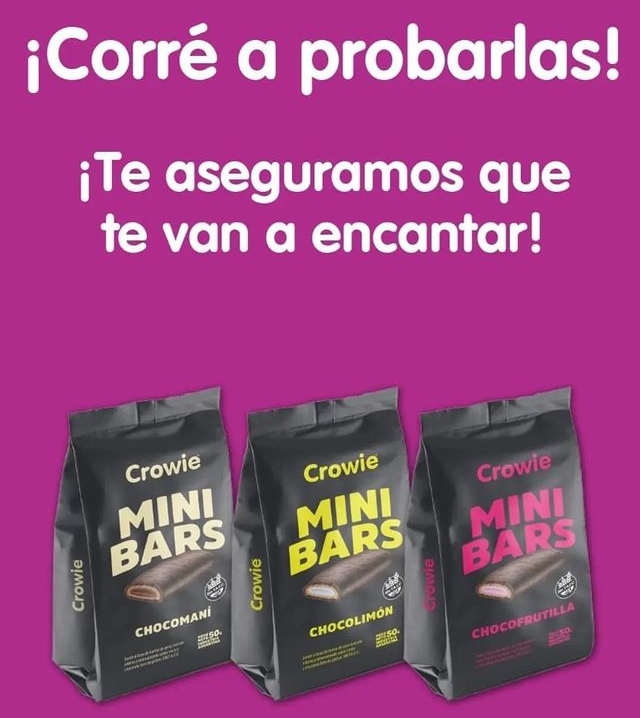 ¡Corré a probarlas!
¡Te aseguramos que
te van a encantar!
Crowie
MINI
BARS
CHOCOMANÍ
Crowie
Crowie
MINI
BARS
CHOCOLIMÓN
Crowie
Crowie
MINI
BARS
CHOCOFRUTILLA
Crowie